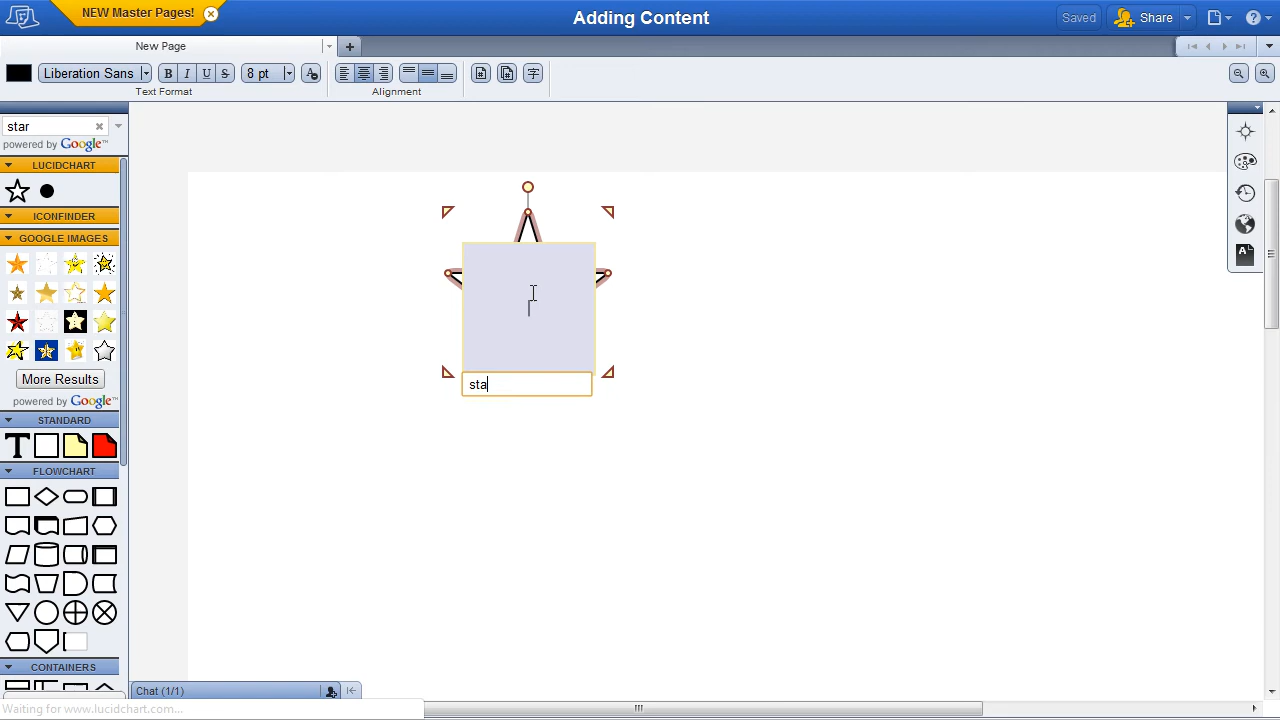 NEW Master Pages!
Adding Content
Saved
Share
New Page
Liberation Sans
B I U S
8 pt
Text Format
Alignment
star
powered by Google™
LUCIDCHART
ICONFINDER
GOOGLE IMAGES
More Results
powered by Google™
STANDARD
T
FLOWCHART
CONTAINERS
sta
A
Chat (1/1)
Waiting for www.lucidchart.com...